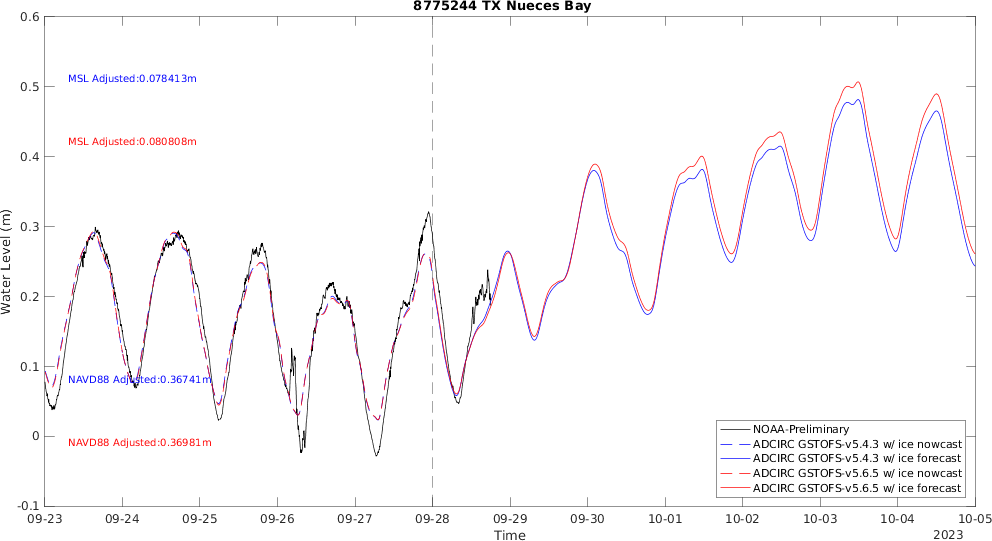 8775244 TX Nueces Bay
0.6
0.5
0.4
0.3
0.2
0.1
0
-0.1
Water Level (m)
MSL Adjusted:0.078413m
MSL Adjusted:0.080808m
NAVD88 Adjusted:0.36741m
NAVD88 Adjusted:0.36981m
NOAA-Preliminary
ADCIRC GSTOFS-v5.4.3 w/ ice nowcast
ADCIRC GSTOFS-v5.4.3 w/ ice forecast
ADCIRC GSTOFS-v5.6.5 w/ ice nowcast
ADCIRC GSTOFS-v5.6.5 w/ ice forecast
09-23 09-24 09-25 09-26 09-27 09-28 09-29 09-30 10-01 10-02 10-03 10-04 10-05
Time
2023